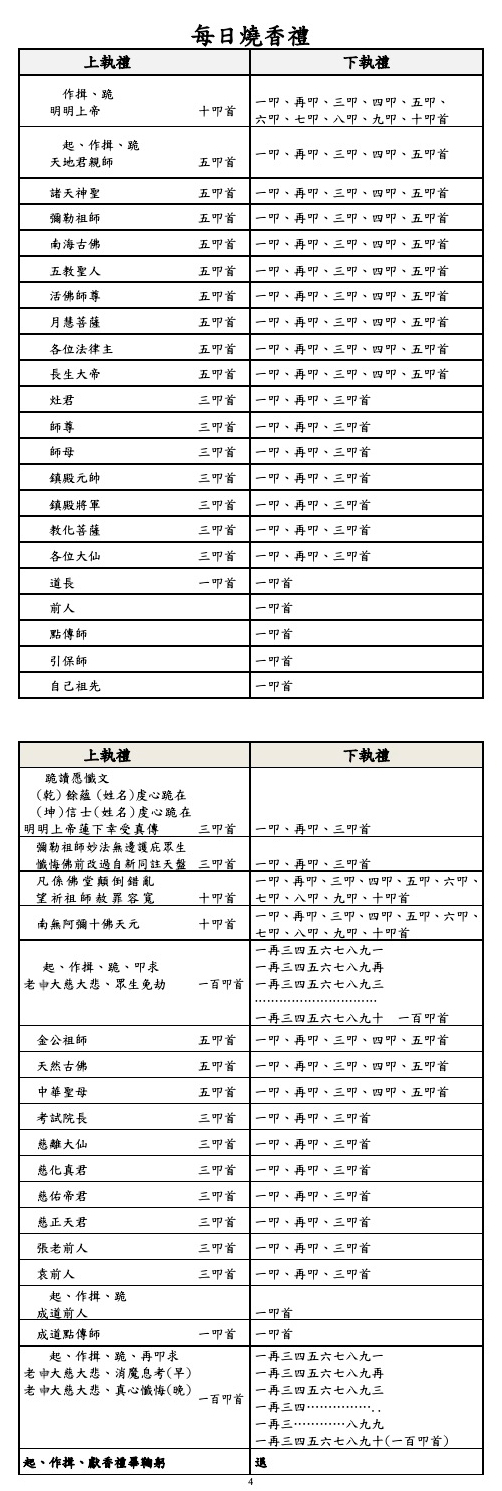 每日燒香禮
上執禮 下執禮
作揖、跪
明明上帝 十叩首 一叩、再叩、三叩、四叩、五叩、
六叩、七叩、八叩、九叩、十叩首
起、作揖、跪
天地君親師 五叩首 一叩、再叩、三叩、四叩、五叩首
諸天神聖 五叩首 一叩、再叩、三叩、四叩、五叩首
彌勒祖師 五叩首 一叩、再叩、三叩、四叩、五叩首
南海古佛 五叩首 一叩、再叩、三叩、四叩、五叩首
五教聖人 五叩首 一叩、再叩、三叩、四叩、五叩首
活佛師尊 五叩首 一叩、再叩、三叩、四叩、五叩首
月慧菩薩 五叩首 一叩、再叩、三叩、四叩、五叩首
各位法律主 五叩首 一叩、再叩、三叩、四叩、五叩首
長生大帝 五叩首 一叩、再叩、三叩、四叩、五叩首
灶君 三叩首 一叩、再叩、三叩首
師尊 三叩首 一叩、再叩、三叩首
師母 三叩首 一叩、再叩、三叩首
鎮殿元帥 三叩首 一叩、再叩、三叩首
鎮殿將軍 三叩首 一叩、再叩、三叩首
教化菩薩 三叩首 一叩、再叩、三叩首
各位大仙 三叩首 一叩、再叩、三叩首
道長 一叩首 一叩首
前人 一叩首
點傳師 一叩首
引保師 一叩首
自己祖先 一叩首
上執禮 下執禮
跪讀愿懺文
(乾)餘蘊(姓名)虔心跪在
(坤)信士(姓名)虔心跪在
明明上帝蓮下幸受真傳 三叩首 一叩、再叩、三叩首
彌勒祖師妙法無邊護庇眾生
懺悔佛前改過自新同註天盤 三叩首 一叩、再叩、三叩首
凡係佛堂顛倒錯亂
望祈祖師赦罪容寬 十叩首 一叩、再叩、三叩、四叩、五叩、六叩、
七叩、八叩、九叩、十叩首
南無阿彌十佛天元 十叩首 一叩、再叩、三叩、四叩、五叩、六叩、
七叩、八叩、九叩、十叩首
起、作揖、跪、叩求
老申大慈大悲、眾生免劫 一百叩首
一再三四五六七八九一
一再三四五六七八九再
一再三四五六七八九三
…………………………
一再三四五六七八九十 一百叩首
金公祖師 五叩首 一叩、再叩、三叩、四叩、五叩首
天然古佛 五叩首 一叩、再叩、三叩、四叩、五叩首
中華聖母 五叩首 一叩、再叩、三叩、四叩、五叩首
考試院長 三叩首 一叩、再叩、三叩首
慈離大仙 三叩首 一叩、再叩、三叩首
慈化真君 三叩首 一叩、再叩、三叩首
慈佑帝君 三叩首 一叩、再叩、三叩首
慈正天君 三叩首 一叩、再叩、三叩首
張老前人 三叩首 一叩、再叩、三叩首
袁前人 三叩首 一叩、再叩、三叩首
起、作揖、跪
成道前人 一叩首
成道點傳師 一叩首 一叩首
起、作揖、跪、再叩求
老申大慈大悲、消魔息考(早)
老申大慈大悲、真心懺悔(晚) 一百叩首
一再三四五六七八九一
一再三四五六七八九再
一再三四五六七八九三
一再三四……………..
一再三…………八九九
一再三四五六七八九十(一百叩首)
起、作揖、獻香禮畢鞠躬 退
4